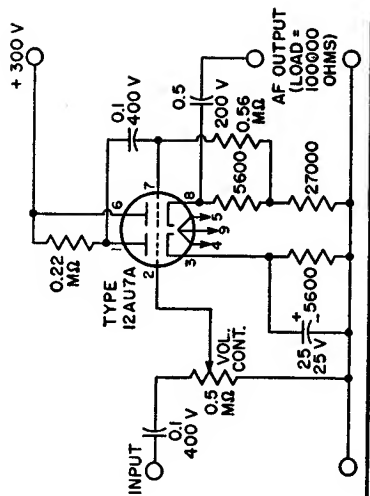 INPUT
0.1
400 V
0.5
MΩ
VOL.
CONT.
25
25 V
+
-
5600
TYPE
12AU7A
0.22
MΩ
1
6
2
7
3
4
9
5
8
+300 V
0.1
400 V
0.5
200 V
0.56
MΩ
5600
27000
AF OUTPUT
(LOAD=
100000
OHMS)